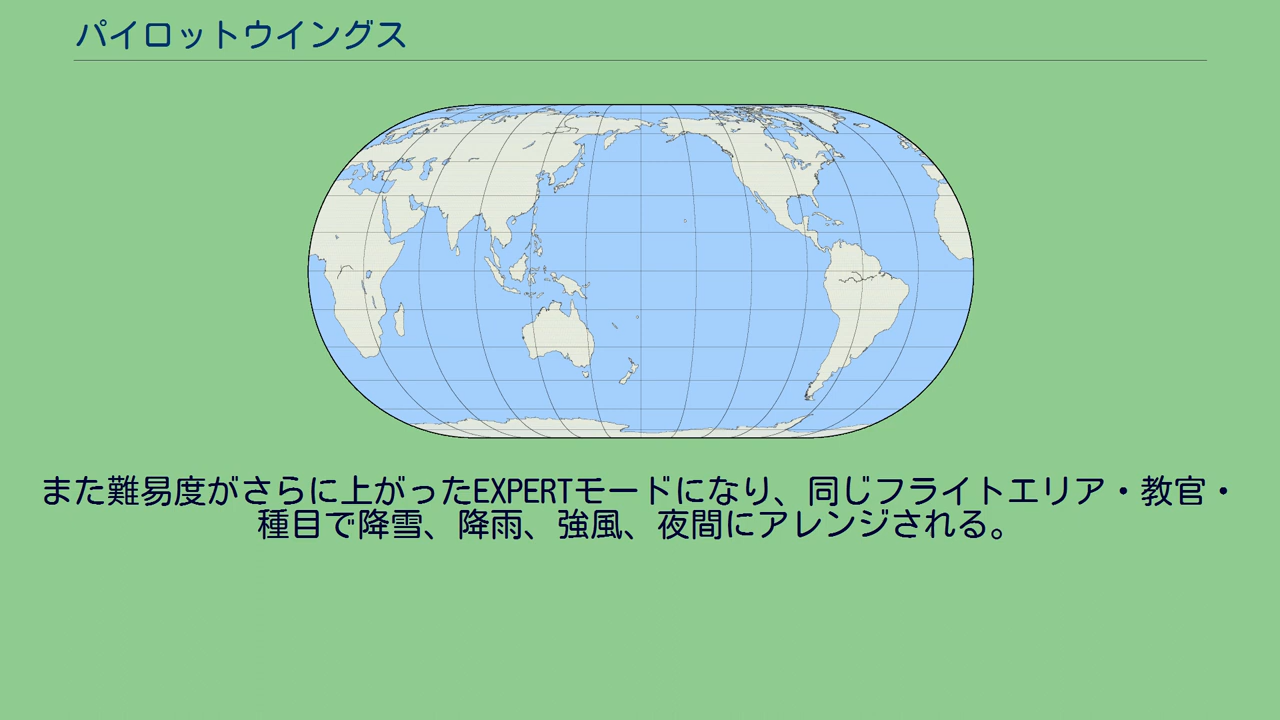 パイロットウイングス
また難易度がさらに上がったEXPERTモードになり、同じフライトエリア・教官・
種目で降雪、降雨、強風、夜間にアレンジされる。